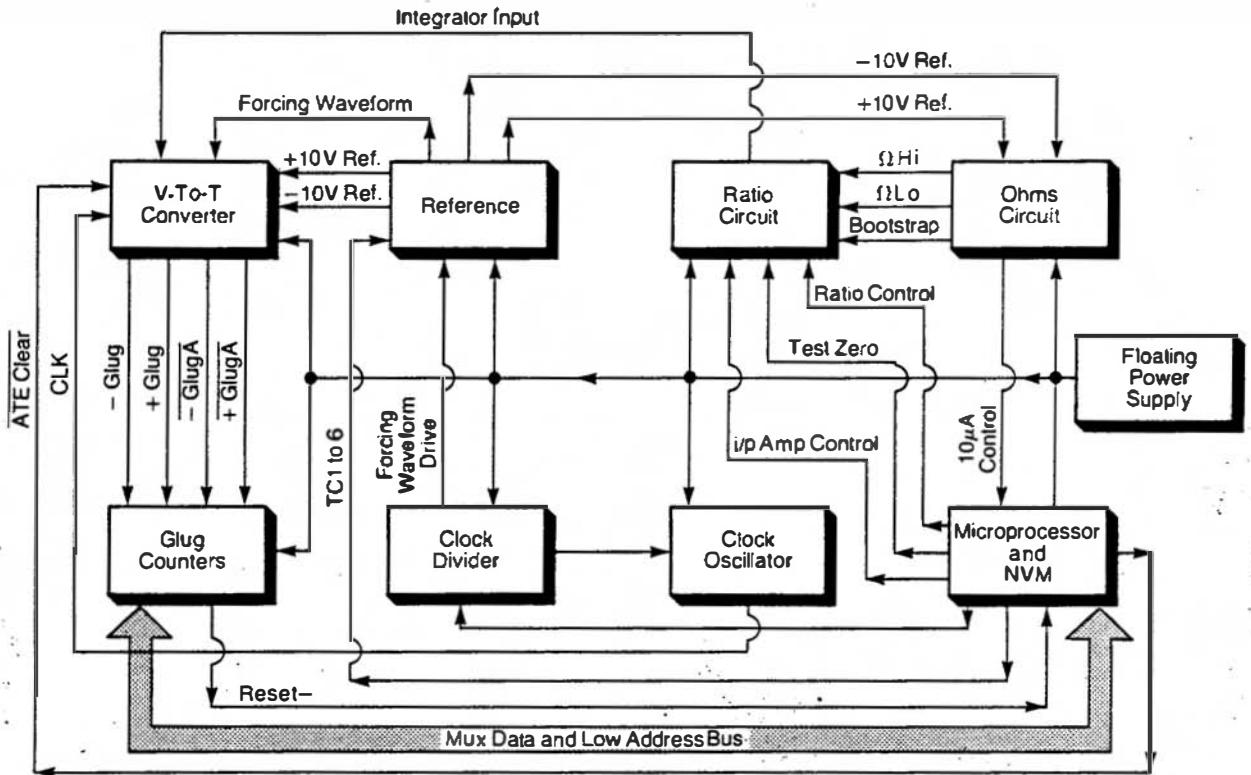 Integrator Input
−10V Ref.
Forcing Waveform
+10V Ref.
V-To-T
Converter
+10V Ref.
−10V Ref.
Reference
Ratio
Circuit
ΩHi
ΩLo
Bootstrap
Ohms
Circuit
Ratio Control
Test Zero
Floating
Power
Supply
ATE Clear
CLK
− Glug
+ Glug
− GlugA
+ GlugA
TC1 to 6
Forcing
Waveform
Drive
i/p Amp Control
10µA
Control
Glug
Counters
Clock
Divider
Clock
Oscillator
Microprocessor
and
NVM
Reset−
Mux Data and Low Address Bus